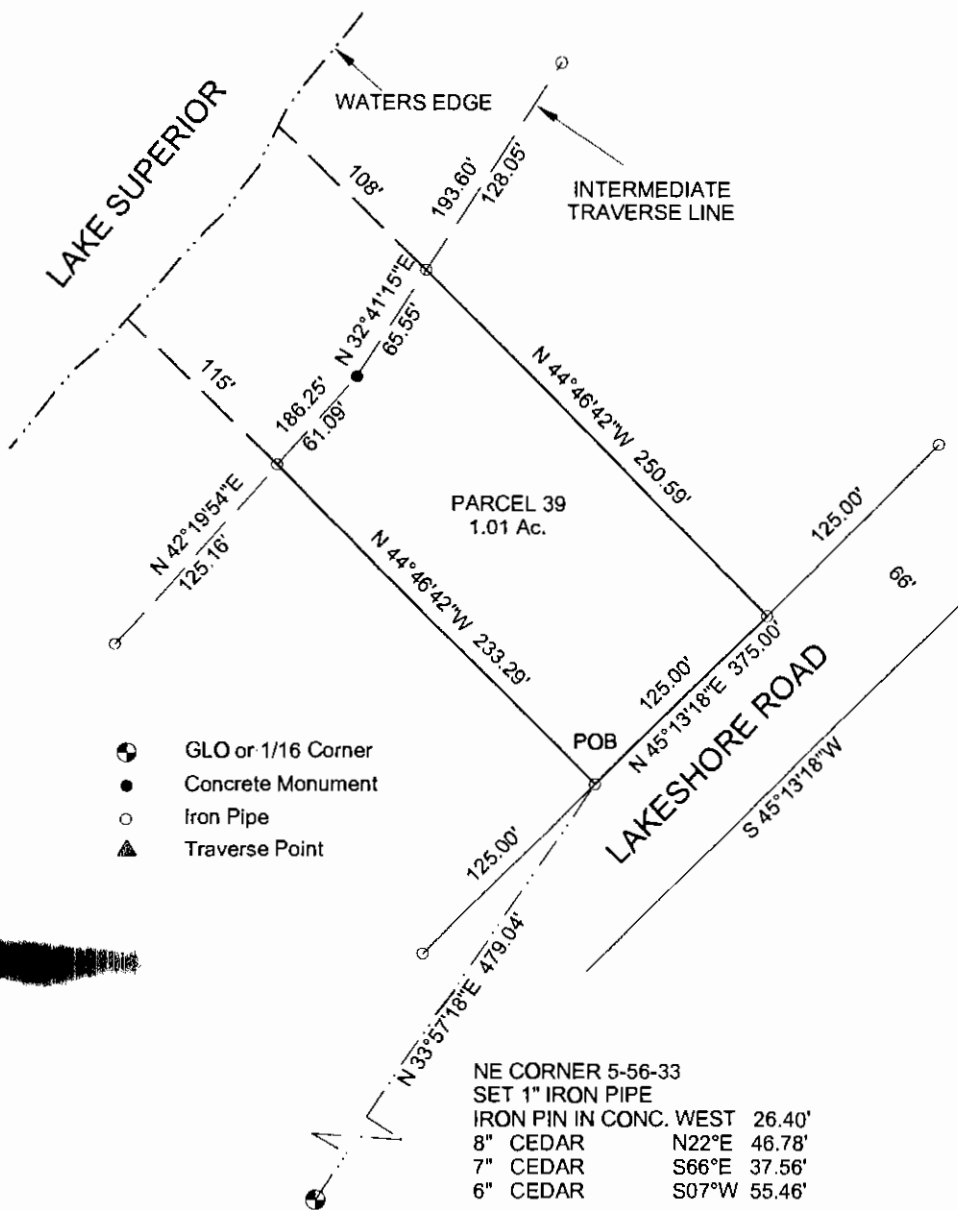 LAKE SUPERIOR
WATERS EDGE
INTERMEDIATE
TRAVERSE LINE
108'
193.60'
128.05'
N 32°41'15"E
65.55'
115'
186.25'
61.09'
N 42°19'54"E
125.16'
N 44°46'42"W 250.59'
PARCEL 39
1.01 Ac.
N 44°46'42"W 233.29'
125.00'
66'
125.00'
N 45°13'18"E 375.00'
LAKESHORE ROAD
S 45°13'18"W
POB
125.00'
N 33°57'18"E 479.04'
GLO or 1/16 Corner
Concrete Monument
Iron Pipe
Traverse Point
NE CORNER 5-56-33
SET 1" IRON PIPE
IRON PIN IN CONC. WEST 26.40'
8" CEDAR N22°E 46.78'
7" CEDAR S66°E 37.56'
6" CEDAR S07°W 55.46'